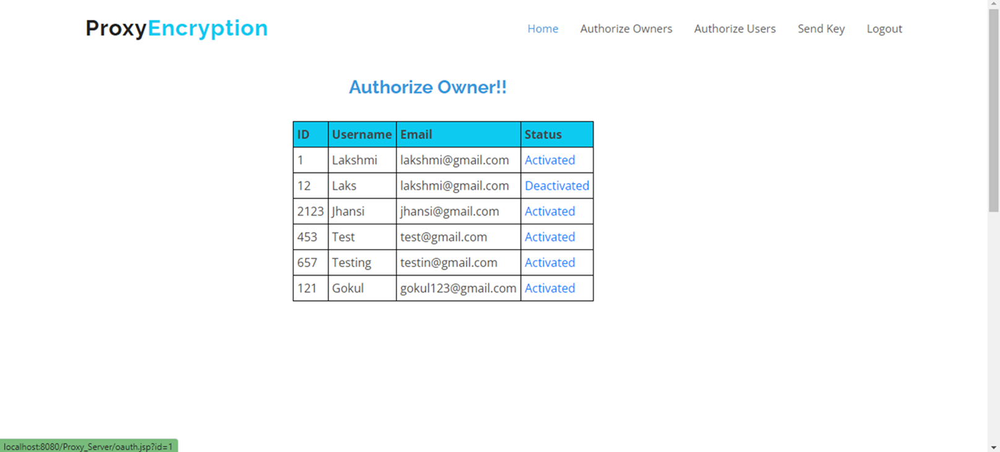 ProxyEncryption
Home Authorize Owners Authorize Users Send Key Logout
Authorize Owner!!
ID Username Email Status
1 Lakshmi lakshmi@gmail.com Activated
12 Laks lakshmi@gmail.com Deactivated
2123 Jhansi jhansi@gmail.com Activated
453 Test test@gmail.com Activated
657 Testing testin@gmail.com Activated
121 Gokul gokul123@gmail.com Activated
localhost:8080/Proxy_Server/oauth.jsp?id=1